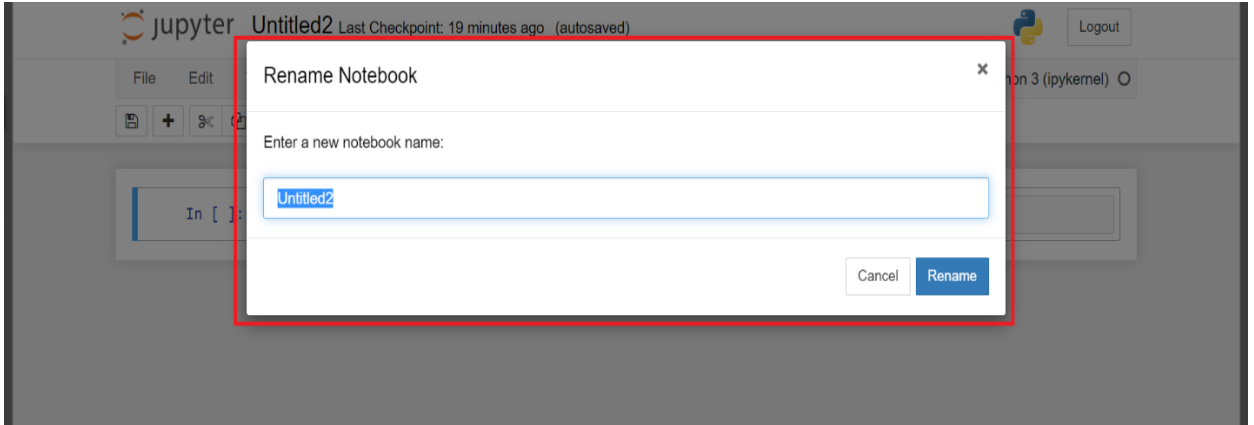 jupyter Untitled2 Last Checkpoint: 19 minutes ago (autosaved) Logout
File Edit
Rename Notebook ×
3 (ipykernel)
Enter a new notebook name:
Untitled2
In [ ]:
Cancel Rename